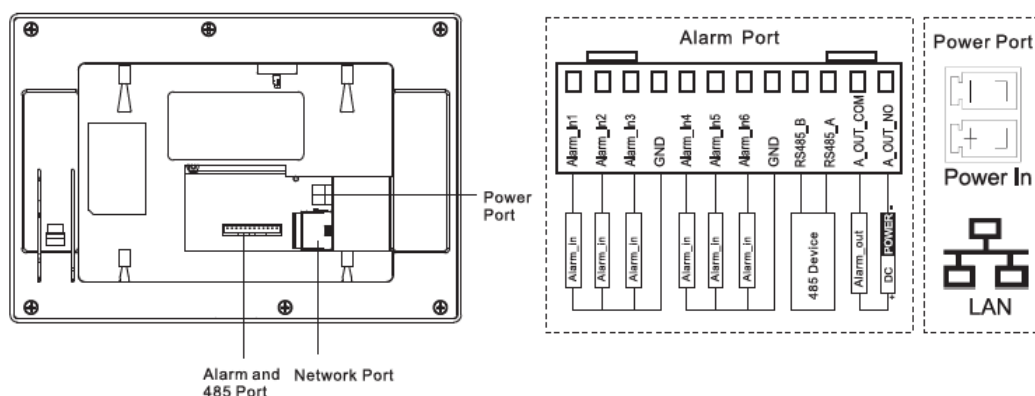 Power
Port
Alarm and
485 Port
Network Port
Alarm Port
Alarm_In1
Alarm_In2
Alarm_In3
GND
Alarm_In4
Alarm_In5
Alarm_In6
GND
RS485_B
RS485_A
A_OUT_COM
A_OUT_NO
Alarm_in
Alarm_in
Alarm_in
Alarm_in
Alarm_in
Alarm_in
485 Device
Alarm_out
+ DC POWER -
Power Port
-
+
Power In
LAN